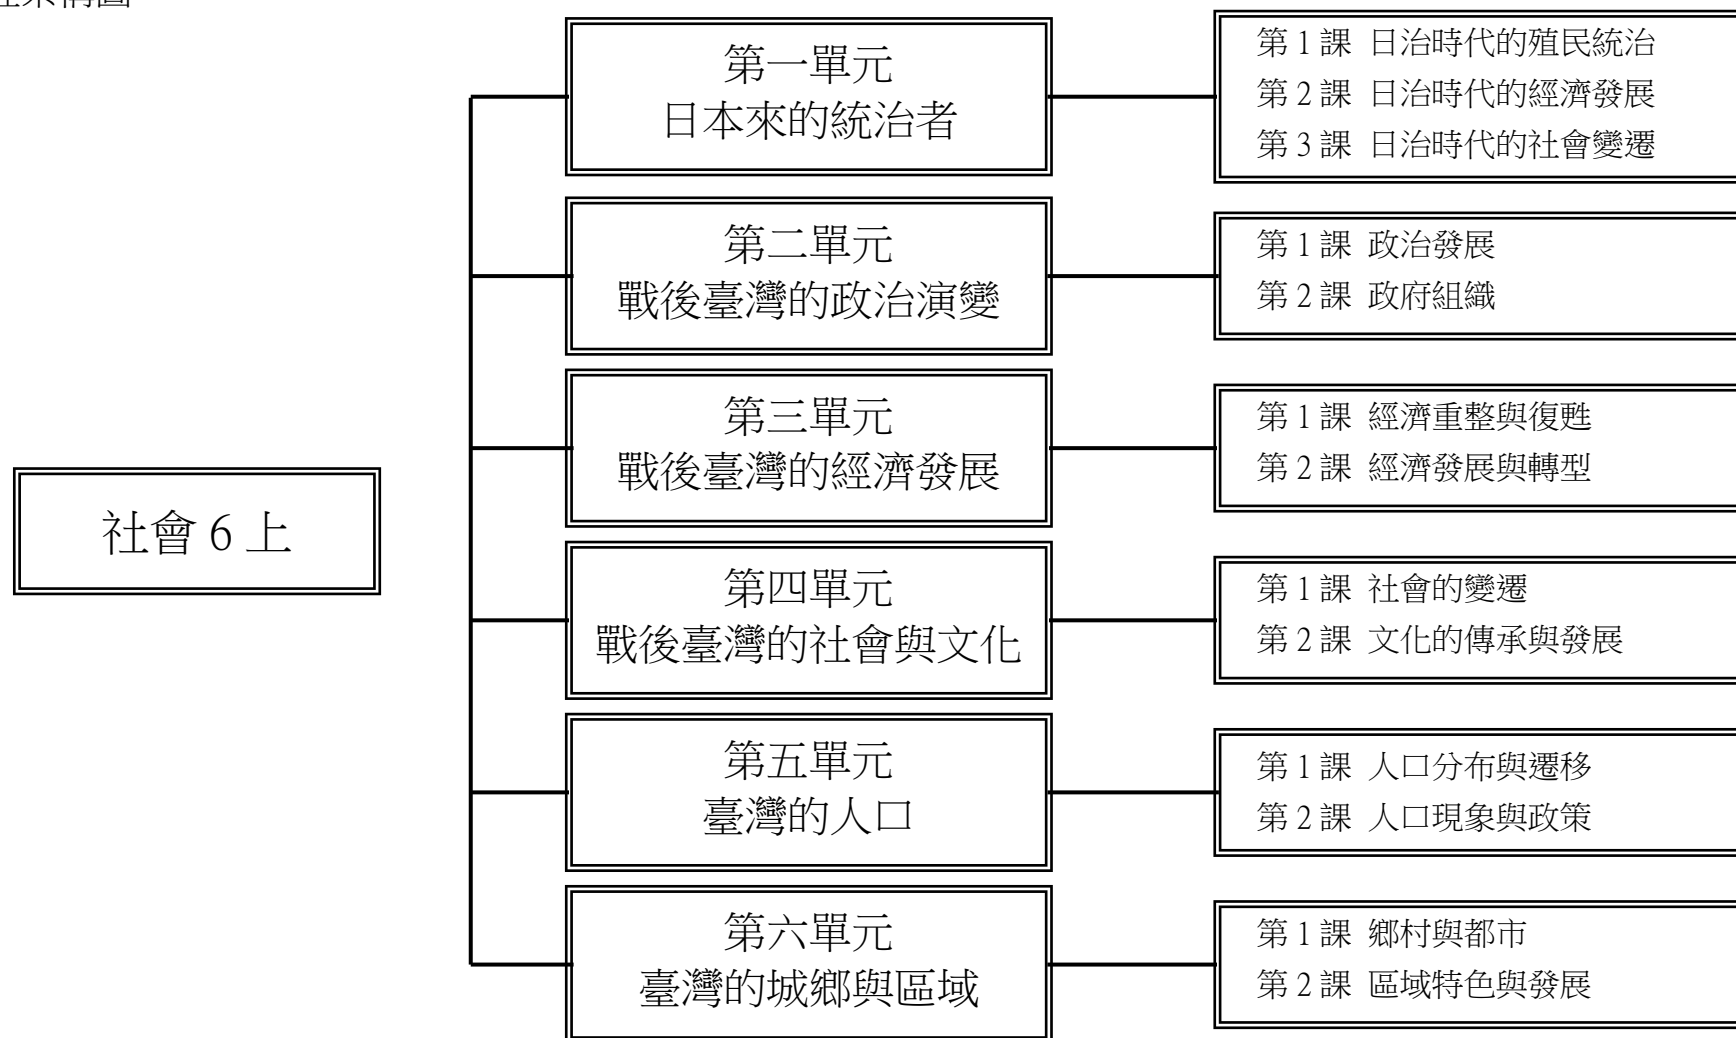 社會 6 上
第一單元
日本來的統治者
第 1 課 日治時代的殖民統治
第 2 課 日治時代的經濟發展
第 3 課 日治時代的社會變遷
第二單元
戰後臺灣的政治演變
第 1 課 政治發展
第 2 課 政府組織
第三單元
戰後臺灣的經濟發展
第 1 課 經濟重整與復甦
第 2 課 經濟發展與轉型
第四單元
戰後臺灣的社會與文化
第 1 課 社會的變遷
第 2 課 文化的傳承與發展
第五單元
臺灣的人口
第 1 課 人口分布與遷移
第 2 課 人口現象與政策
第六單元
臺灣的城鄉與區域
第 1 課 鄉村與都市
第 2 課 區域特色與發展